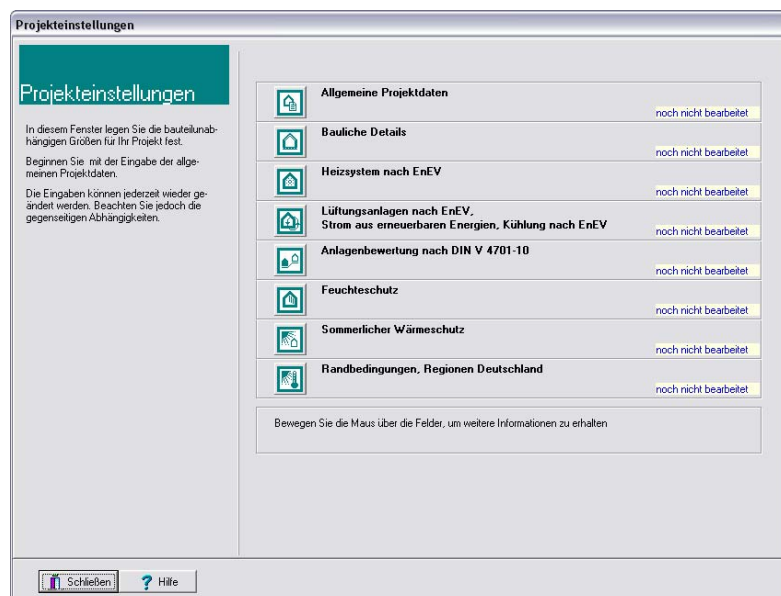 Projekteinstellungen
Projekteinstellungen
In diesem Fenster legen Sie die bauteilunab-
hängigen Größen für Ihr Projekt fest.
Beginnen Sie mit der Eingabe der allge-
meinen Projektdaten.
Die Eingaben können jederzeit wieder ge-
ändert werden. Beachten Sie jedoch die
gegenseitigen Abhängigkeiten.
Allgemeine Projektdaten
noch nicht bearbeitet
Bauliche Details
noch nicht bearbeitet
Heizsystem nach EnEV
noch nicht bearbeitet
Lüftungsanlagen nach EnEV,
Strom aus erneuerbaren Energien, Kühlung nach EnEV
noch nicht bearbeitet
Anlagenbewertung nach DIN V 4701-10
noch nicht bearbeitet
Feuchteschutz
noch nicht bearbeitet
Sommerlicher Wärmeschutz
noch nicht bearbeitet
Randbedingungen, Regionen Deutschland
noch nicht bearbeitet
Bewegen Sie die Maus über die Felder, um weitere Informationen zu erhalten
Schließen
? Hilfe